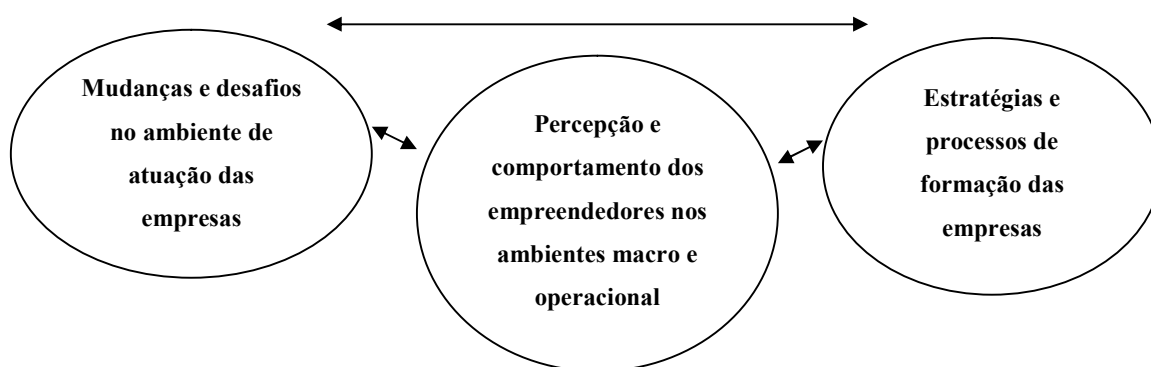 Mudanças e desafios
no ambiente de
atuação das
empresas
Percepção e
comportamento dos
empreendedores nos
ambientes macro e
operacional
Estratégias e
processos de
formação das
empresas